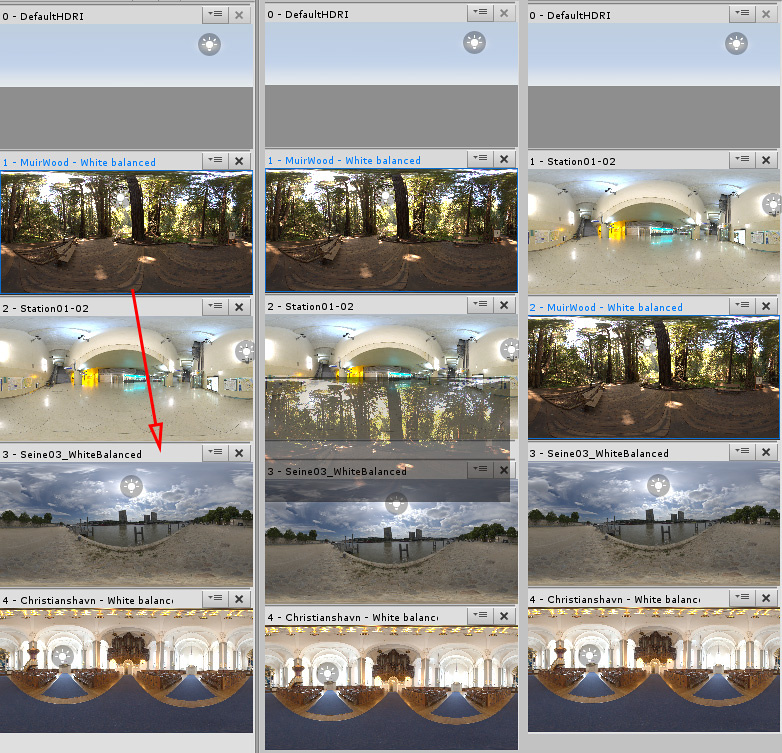 0 - DefaultHDRI
1 - MuirWood - White balanced
2 - Station01-02
3 - Seine03_WhiteBalanced
4 - Christianshavn - White balanc
0 - DefaultHDRI
1 - MuirWood - White balanced
2 - Station01-02
3 - Seine03_WhiteBalanced
4 - Christianshavn - White balanc
0 - DefaultHDRI
1 - Station01-02
2 - MuirWood - White balanced
3 - Seine03_WhiteBalanced
4 - Christianshavn - White balanc